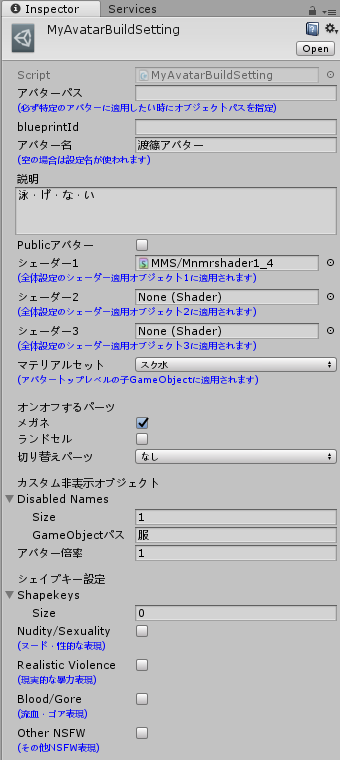 Inspector Services
MyAvatarBuildSetting
Open
Script MyAvatarBuildSetting
アバターパス
(必ず特定のアバターに適用したい時にオブジェクトパスを指定)
blueprintId
アバター名 渡篠アバター
(空の場合は設定名が使われます)
説明
泳・げ・な・い
Publicアバター
シェーダー1 MMS/Mnmrshader1_4
(全体設定のシェーダー適用オブジェクト1に適用されます)
シェーダー2 None (Shader)
(全体設定のシェーダー適用オブジェクト2に適用されます)
シェーダー3 None (Shader)
(全体設定のシェーダー適用オブジェクト3に適用されます)
マテリアルセット スク水
(アバタートップレベルの子GameObjectに適用されます)
オンオフするパーツ
メガネ
ランドセル
切り替えパーツ なし
カスタム非表示オブジェクト
Disabled Names
Size 1
GameObjectパス 服
アバター倍率 1
シェイプキー設定
Shapekeys
Size 0
Nudity/Sexuality
(ヌード・性的な表現)
Realistic Violence
(現実的な暴力表現)
Blood/Gore
(流血・ゴア表現)
Other NSFW
(その他NSFW表現)